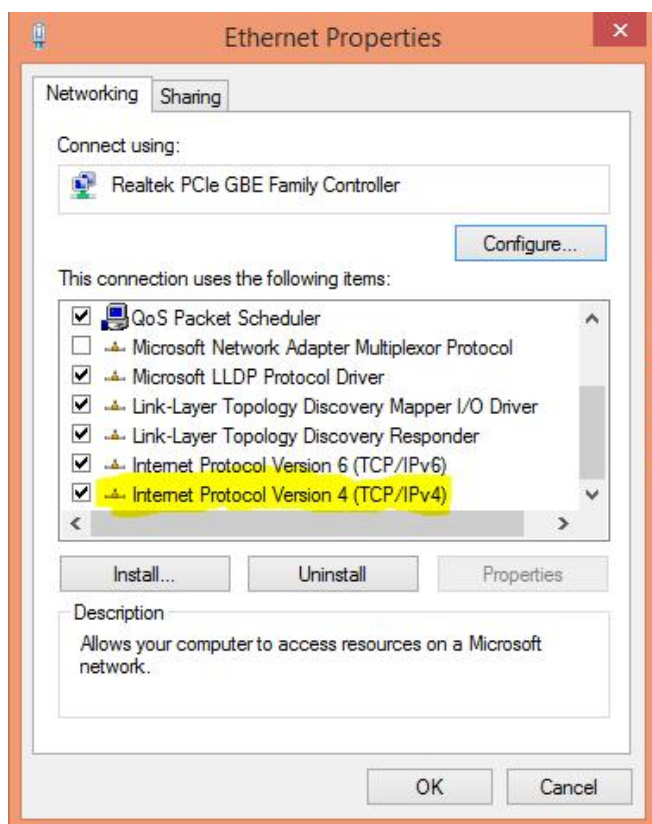 Ethernet Properties
Networking
Sharing
Connect using:
Realtek PCIe GBE Family Controller
Configure...
This connection uses the following items:
QoS Packet Scheduler
Microsoft Network Adapter Multiplexor Protocol
Microsoft LLDP Protocol Driver
Link-Layer Topology Discovery Mapper I/O Driver
Link-Layer Topology Discovery Responder
Internet Protocol Version 6 (TCP/IPv6)
Internet Protocol Version 4 (TCP/IPv4)
Install...
Uninstall
Properties
Description
Allows your computer to access resources on a Microsoft
network.
OK
Cancel